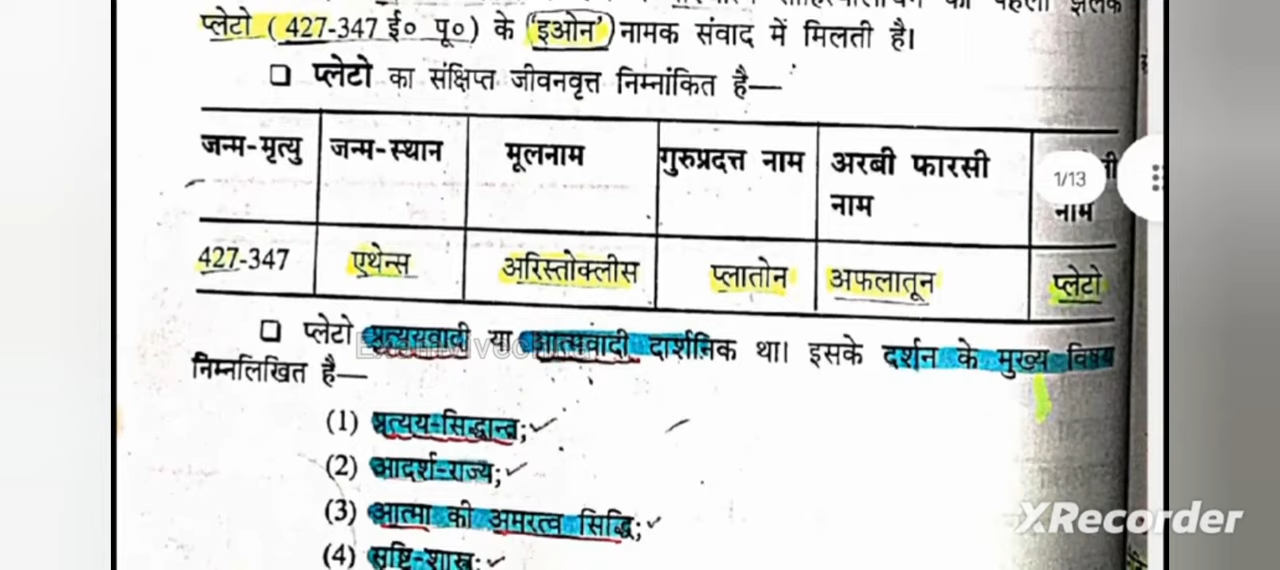 की पहली झलक
प्लेटो ( 427-347 ई० पू०) के ‘इओन’ नामक संवाद में मिलती है।
❑ प्लेटो का संक्षिप्त जीवनवृत्त निम्नांकित है—
जन्म-मृत्यु जन्म-स्थान मूलनाम गुरुप्रदत्त नाम अरबी फारसी
नाम नाम
1/13
427-347 एथेन्स अरिस्तोक्लीस प्लातोन अफलातून प्लेटो
❑ प्लेटो प्रत्ययवादी या आत्मवादी दार्शनिक था। इसके दर्शन के मुख्य विषय
निम्नलिखित है—
(1) प्रत्यय-सिद्धान्त;
(2) आदर्श-राज्य;
(3) आत्मा की अमरत्व सिद्धि;
(4) सृष्टि-शास्त्र;
XRecorder